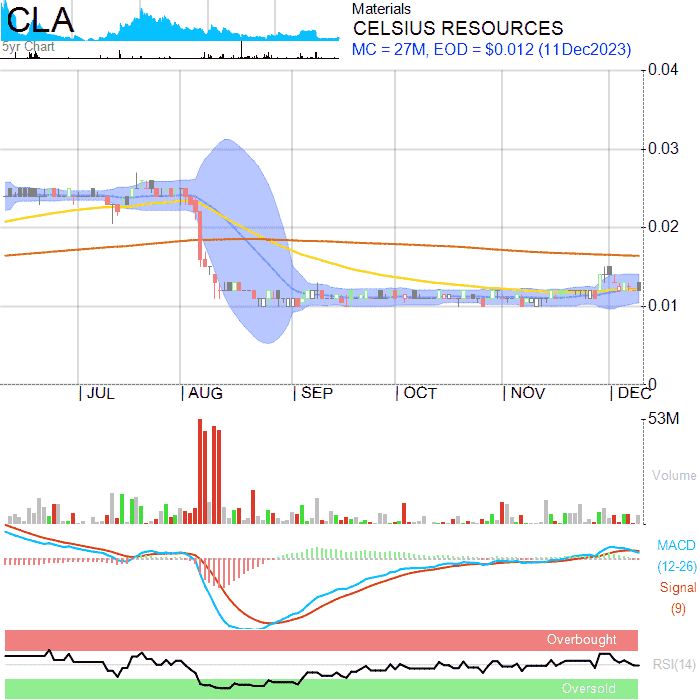 CLA
5yr Chart
Materials
CELSIUS RESOURCES
MC = 27M, EOD = $0.012 (11Dec2023)
0.04
0.03
0.02
0.01
0
JUL
AUG
SEP
OCT
NOV
DEC
53M
Volume
MACD
(12-26)
Signal
(9)
Overbought
RSI(14)
Oversold